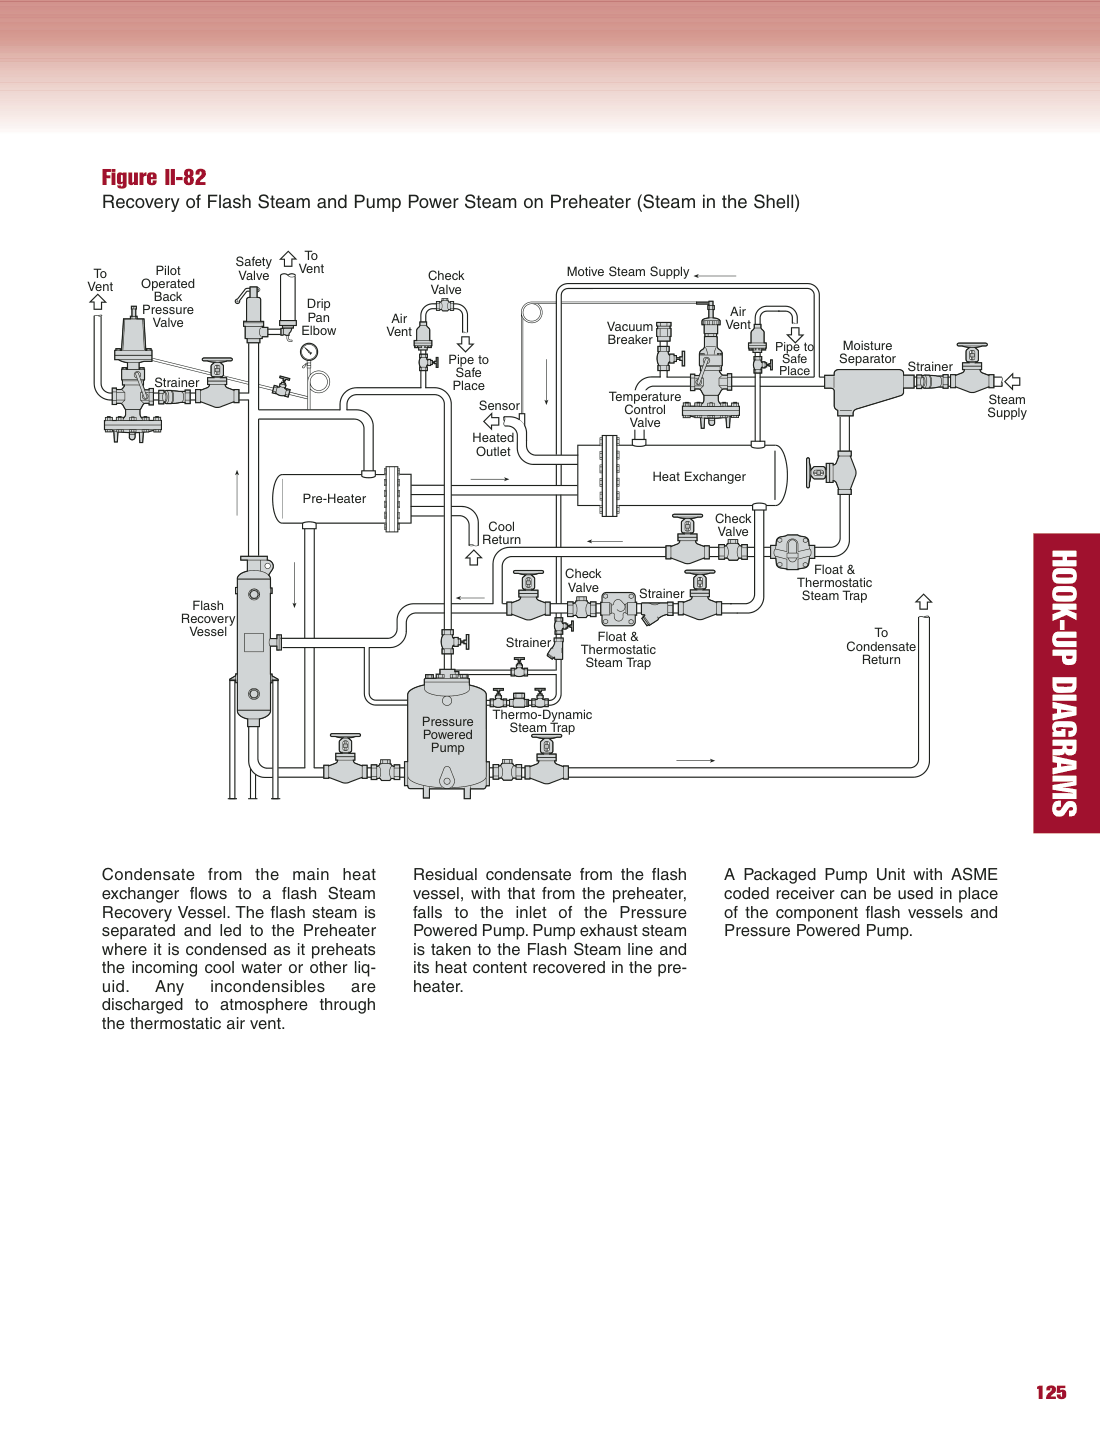 Figure II-82
Recovery of Flash Steam and Pump Power Steam on Preheater (Steam in the Shell)
To
Vent
Pilot
Operated
Back
Pressure
Valve
Safety
Valve
To
Vent
Drip
Pan
Elbow
Strainer
Air
Vent
Check
Valve
Pipe to
Safe
Place
Motive Steam Supply
Vacuum
Breaker
Air
Vent
Pipe to
Safe
Place
Moisture
Separator
Strainer
Steam
Supply
Sensor
Heated
Outlet
Temperature
Control
Valve
Heat Exchanger
Pre-Heater
Cool
Return
Check
Valve
Float &
Thermostatic
Steam Trap
Check
Valve
Strainer
Flash
Recovery
Vessel
Strainer
Float &
Thermostatic
Steam Trap
To
Condensate
Return
Pressure
Powered
Pump
Thermo-Dynamic
Steam Trap
HOOK-UP DIAGRAMS
Condensate from the main heat
exchanger flows to a flash Steam
Recovery Vessel. The flash steam is
separated and led to the Preheater
where it is condensed as it preheats
the incoming cool water or other liq-
uid. Any incondensibles are
discharged to atmosphere through
the thermostatic air vent.
Residual condensate from the flash
vessel, with that from the preheater,
falls to the inlet of the Pressure
Powered Pump. Pump exhaust steam
is taken to the Flash Steam line and
its heat content recovered in the pre-
heater.
A Packaged Pump Unit with ASME
coded receiver can be used in place
of the component flash vessels and
Pressure Powered Pump.
125